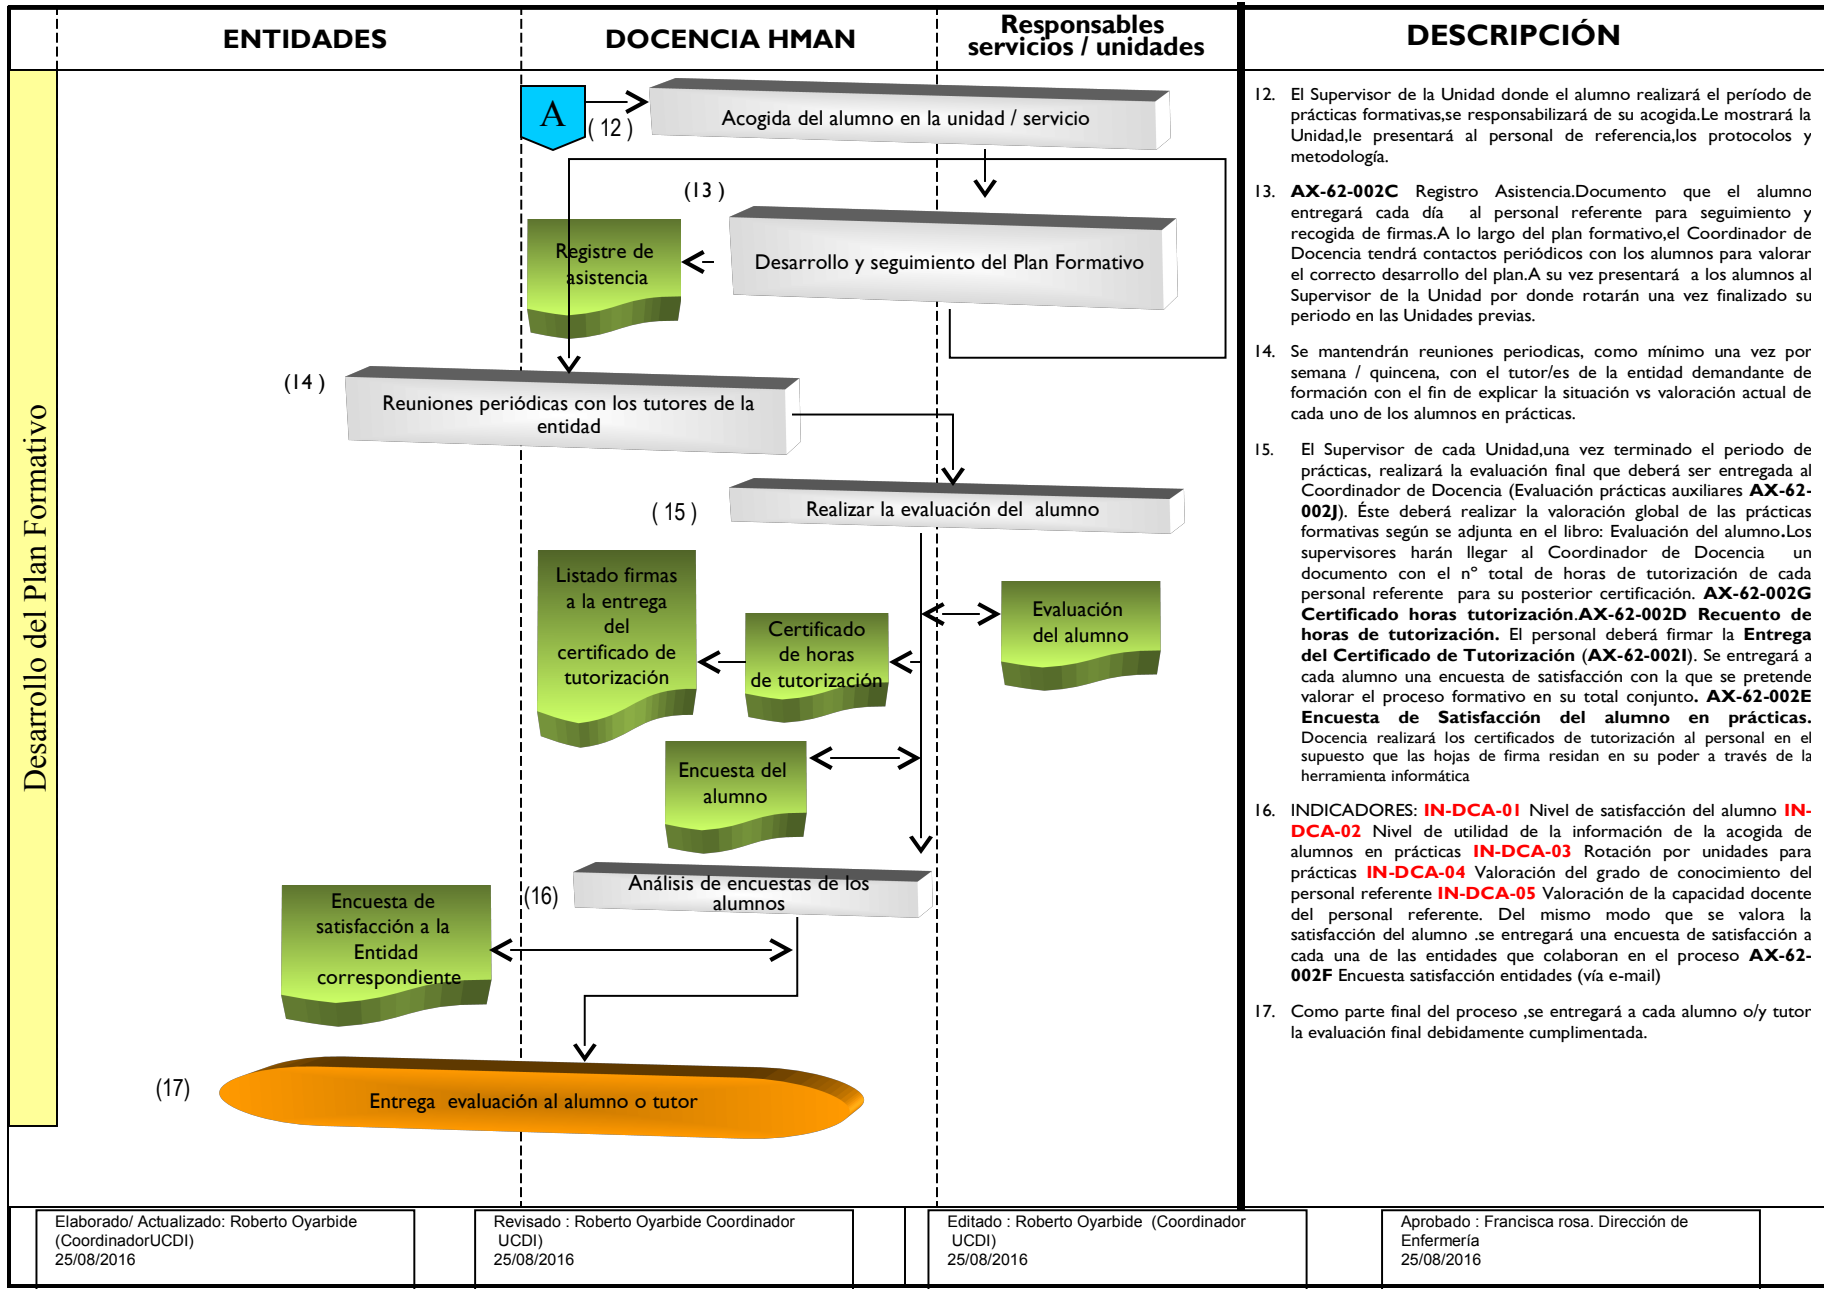 ENTIDADES
DOCENCIA HMAN
Responsables
servicios / unidades
DESCRIPCIÓN
Desarrollo del Plan Formativo
A
( 12 )
Acogida del alumno en la unidad / servicio
(13 )
Registre de
asistencia
Desarrollo y seguimiento del Plan Formativo
(14 )
Reuniones periódicas con los tutores de la
entidad
( 15 )
Realizar la evaluación del alumno
Listado firmas
a la entrega
del
certificado de
tutorización
Certificado
de horas
de tutorización
Evaluación
del alumno
Encuesta del
alumno
(16)
Análisis de encuestas de los
alumnos
Encuesta de
satisfacción a la
Entidad
correspondiente
(17)
Entrega evaluación al alumno o tutor
12. El Supervisor de la Unidad donde el alumno realizará el período de
prácticas formativas,se responsabilizará de su acogida.Le mostrará la
Unidad,le presentará al personal de referencia,los protocolos y
metodología.
13. AX-62-002C Registro Asistencia.Documento que el alumno
entregará cada día al personal referente para seguimiento y
recogida de firmas.A lo largo del plan formativo,el Coordinador de
Docencia tendrá contactos periódicos con los alumnos para valorar
el correcto desarrollo del plan.A su vez presentará a los alumnos al
Supervisor de la Unidad por donde rotarán una vez finalizado su
periodo en las Unidades previas.
14. Se mantendrán reuniones periodicas, como mínimo una vez por
semana / quincena, con el tutor/es de la entidad demandante de
formación con el fin de explicar la situación vs valoración actual de
cada uno de los alumnos en prácticas.
15. El Supervisor de cada Unidad,una vez terminado el periodo de
prácticas, realizará la evaluación final que deberá ser entregada al
Coordinador de Docencia (Evaluación prácticas auxiliares AX-62-
002J). Éste deberá realizar la valoración global de las prácticas
formativas según se adjunta en el libro: Evaluación del alumno.Los
supervisores harán llegar al Coordinador de Docencia un
documento con el nº total de horas de tutorización de cada
personal referente para su posterior certificación. AX-62-002G
Certificado horas tutorización.AX-62-002D Recuento de
horas de tutorización. El personal deberá firmar la Entrega
del Certificado de Tutorización (AX-62-002I). Se entregará a
cada alumno una encuesta de satisfacción con la que se pretende
valorar el proceso formativo en su total conjunto. AX-62-002E
Encuesta de Satisfacción del alumno en prácticas.
Docencia realizará los certificados de tutorización al personal en el
supuesto que las hojas de firma residan en su poder a través de la
herramienta informática
16. INDICADORES: IN-DCA-01 Nivel de satisfacción del alumno IN-
DCA-02 Nivel de utilidad de la información de la acogida de
alumnos en prácticas IN-DCA-03 Rotación por unidades para
prácticas IN-DCA-04 Valoración del grado de conocimiento del
personal referente IN-DCA-05 Valoración de la capacidad docente
del personal referente. Del mismo modo que se valora la
satisfacción del alumno .se entregará una encuesta de satisfacción a
cada una de las entidades que colaboran en el proceso AX-62-
002F Encuesta satisfacción entidades (vía e-mail)
17. Como parte final del proceso ,se entregará a cada alumno o/y tutor
la evaluación final debidamente cumplimentada.
Elaborado/ Actualizado: Roberto Oyarbide
(CoordinadorUCDI)
25/08/2016
Revisado : Roberto Oyarbide Coordinador
UCDI)
25/08/2016
Editado : Roberto Oyarbide (Coordinador
UCDI)
25/08/2016
Aprobado : Francisca rosa. Dirección de
Enfermería
25/08/2016